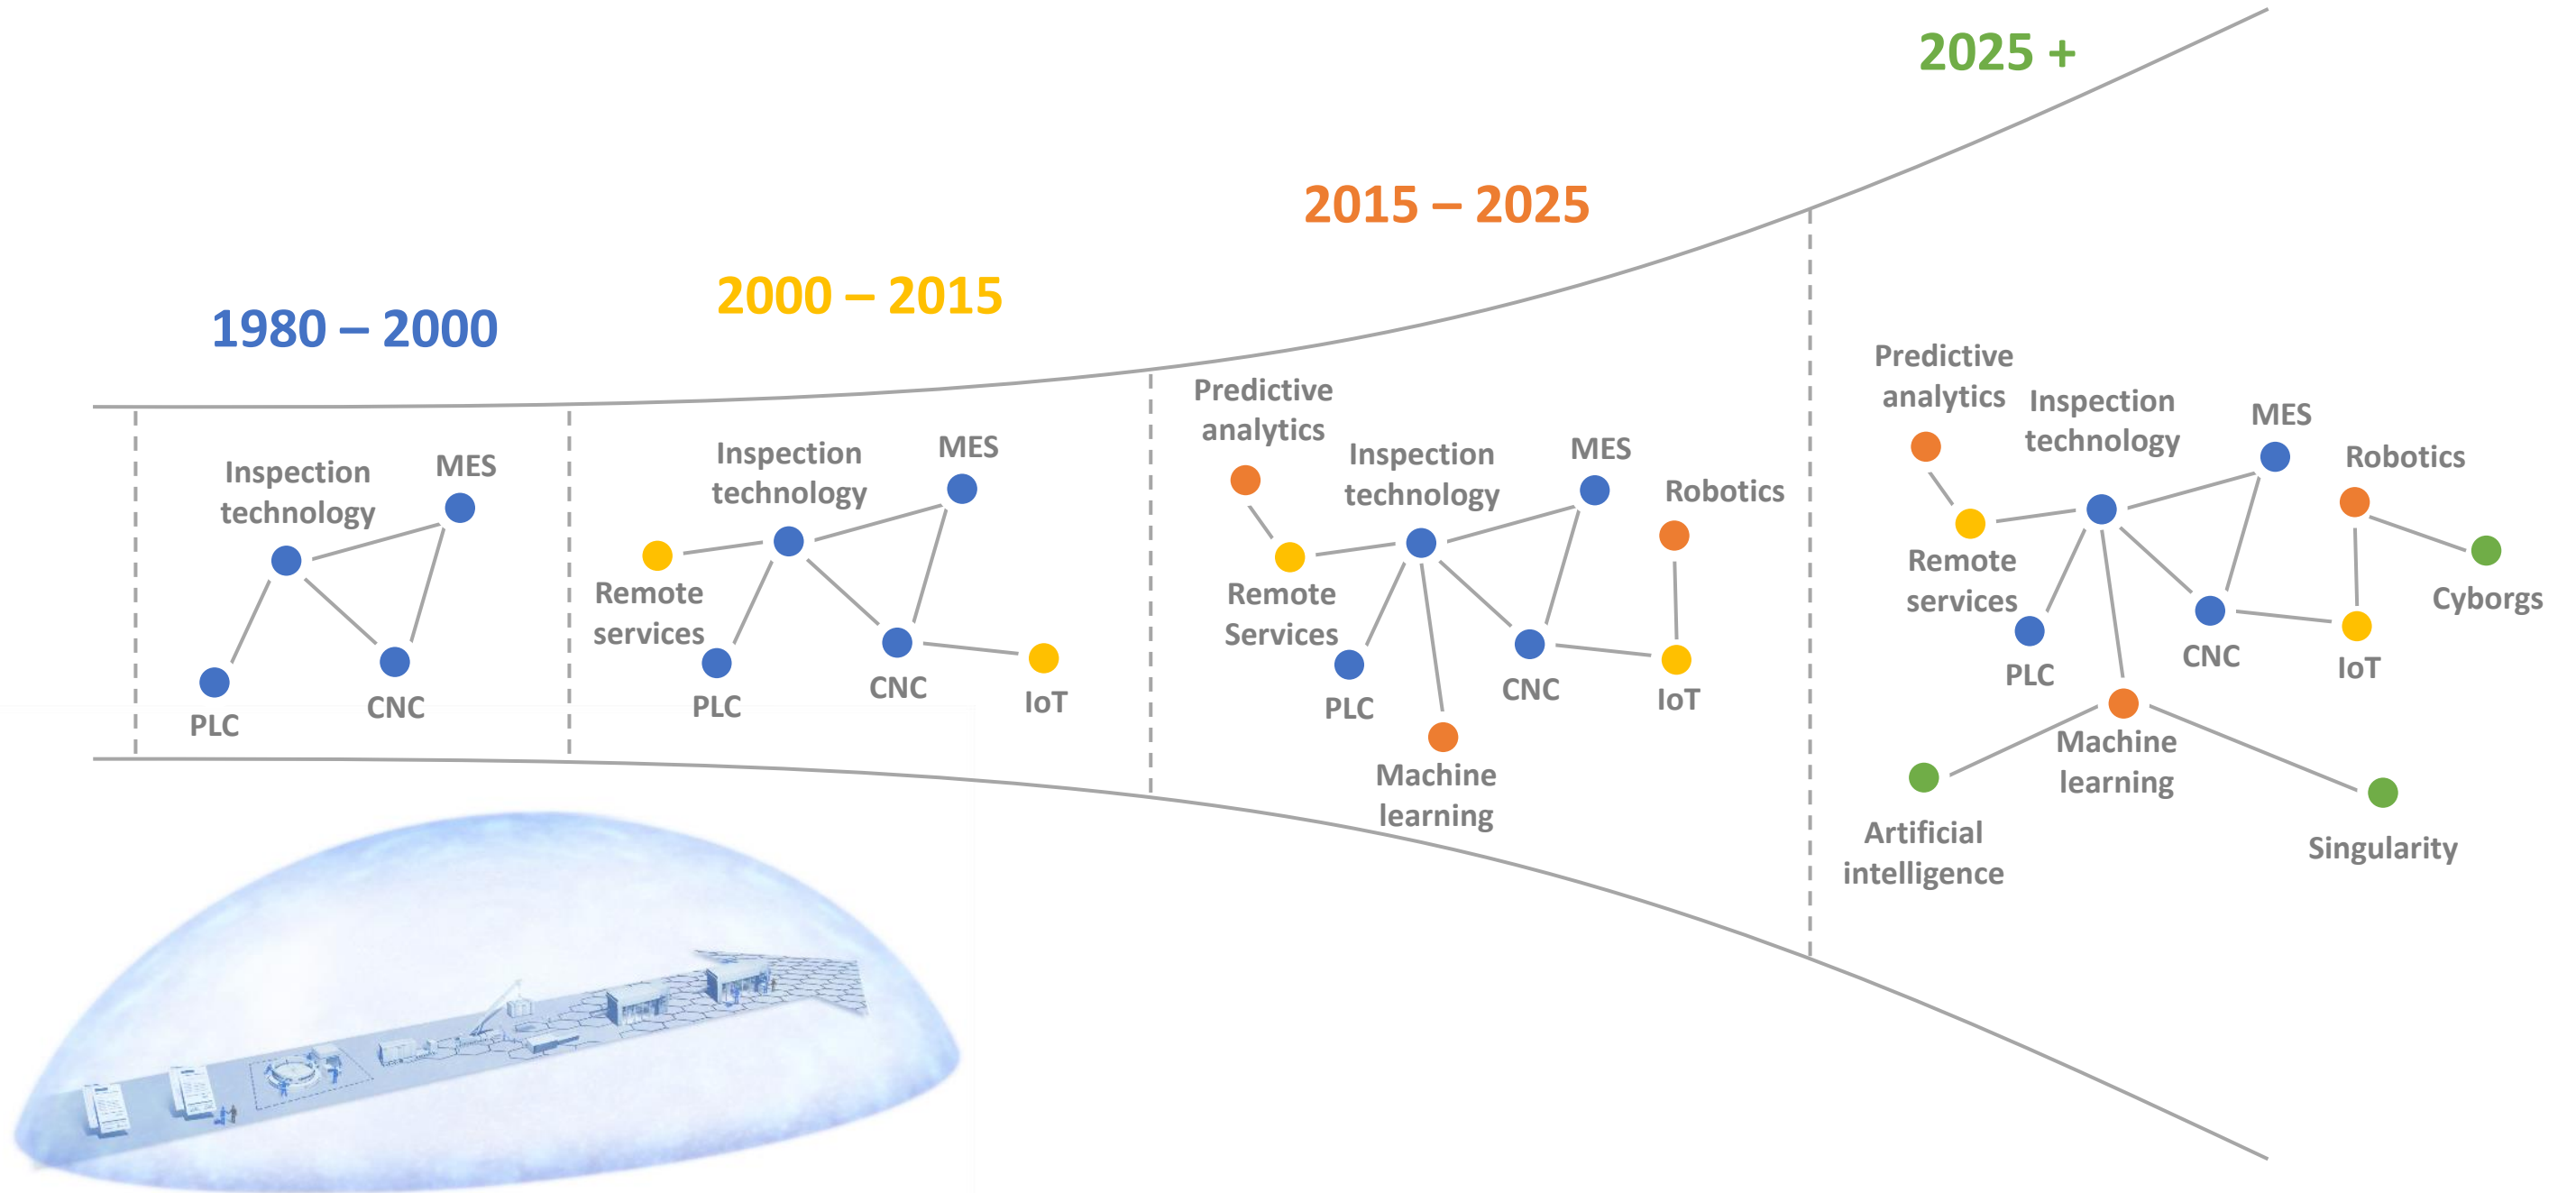 2025 +
2015 – 2025
2000 – 2015
1980 – 2000
Inspection
technology
MES
PLC
CNC
Inspection
technology
MES
Remote
services
PLC
CNC
IoT
Predictive
analytics
Inspection
technology
MES
Robotics
Remote
Services
PLC
CNC
IoT
Machine
learning
Predictive
analytics
Inspection
technology
MES
Robotics
Remote
services
Cyborgs
PLC
CNC
IoT
Machine
learning
Artificial
intelligence
Singularity